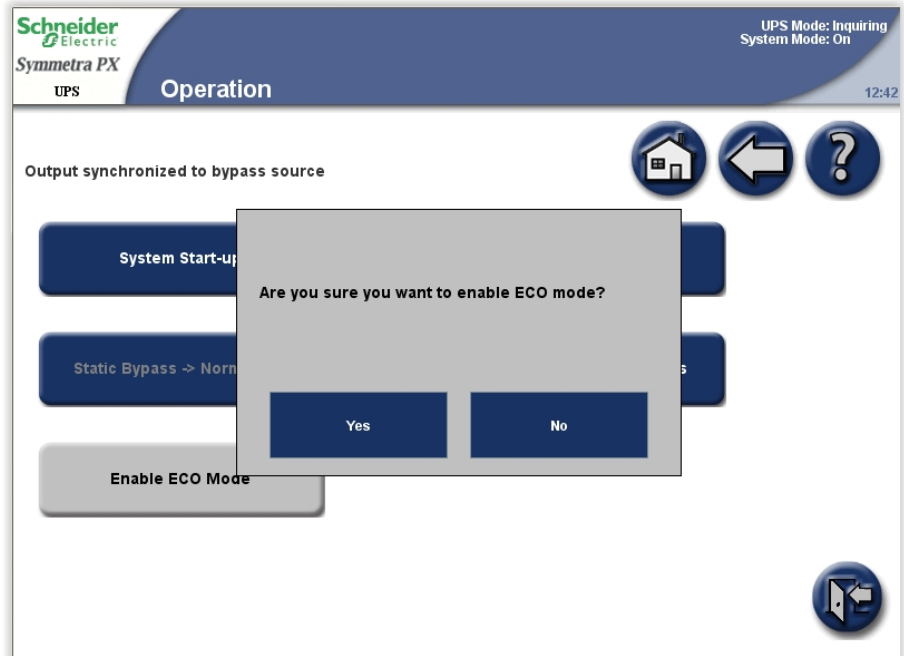 Schneider
Electric
Symmetra PX
UPS
Operation
UPS Mode: Inquiring
System Mode: On
12:42
Output synchronized to bypass source
?
System Start-up
Are you sure you want to enable ECO mode?
Static Bypass -> Norm
s
Yes
No
Enable ECO Mode